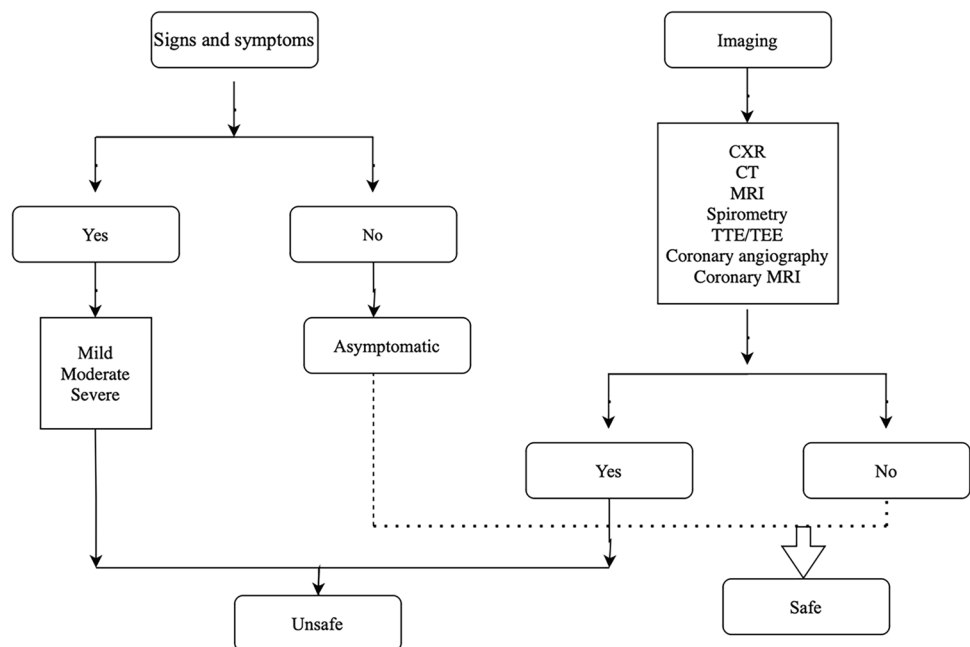 Signs and symptoms
Imaging
CXR
CT
MRI
Spirometry
TTE/TEE
Coronary angiography
Coronary MRI
Yes
No
Mild
Moderate
Severe
Asymptomatic
Yes
No
Unsafe
Safe